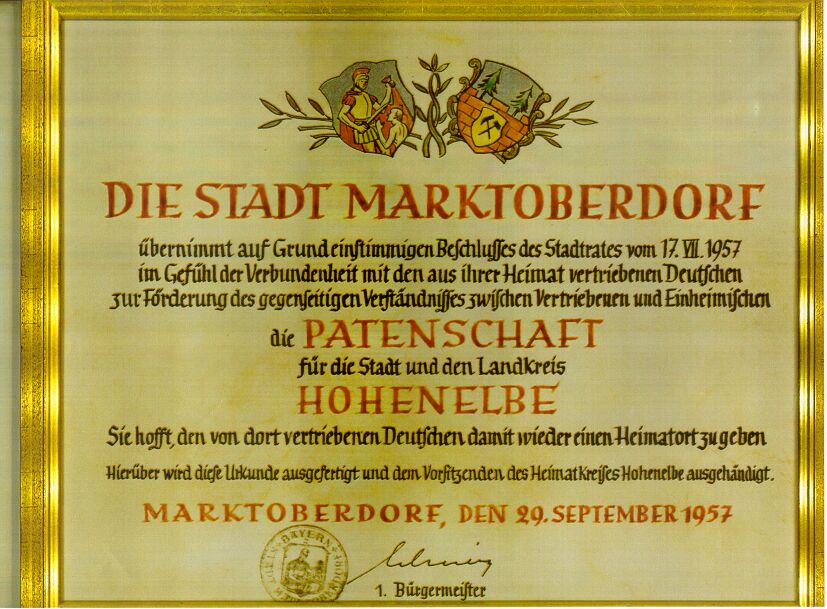 DIE STADT MARKTOBERDORF
übernimmt auf Grund einstimmigen Beschlusses des Stadtrates vom 17. VII. 1957
im Gefühl der Verbundenheit mit den aus ihrer Heimat vertriebenen Deutschen
zur Förderung des gegenseitigen Verständnisses zwischen Vertriebenen und Einheimischen
die PATENSCHAFT
für die Stadt und den Landkreis
HOHENELBE
Sie hofft, den von dort vertriebenen Deutschen damit wieder einen Heimatort zu geben
Hierüber wird diese Urkunde ausgefertigt und dem Vorsitzenden des Heimatkreises Hohenelbe ausgehändigt.
MARKTOBERDORF, DEN 29. SEPTEMBER 1957
BAYERN
1. Bürgermeister